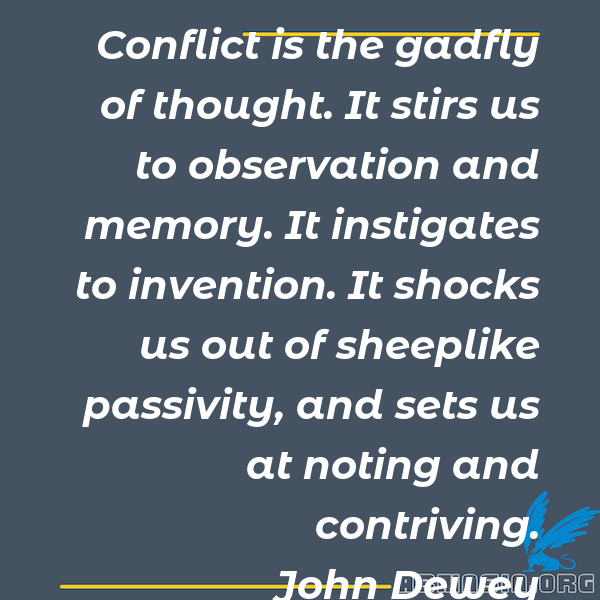 Conflict is the gadfly
of thought. It stirs us
to observation and
memory. It instigates
to invention. It shocks
us out of sheeplike
passivity, and sets us
at noting and
contriving.
John Dewey